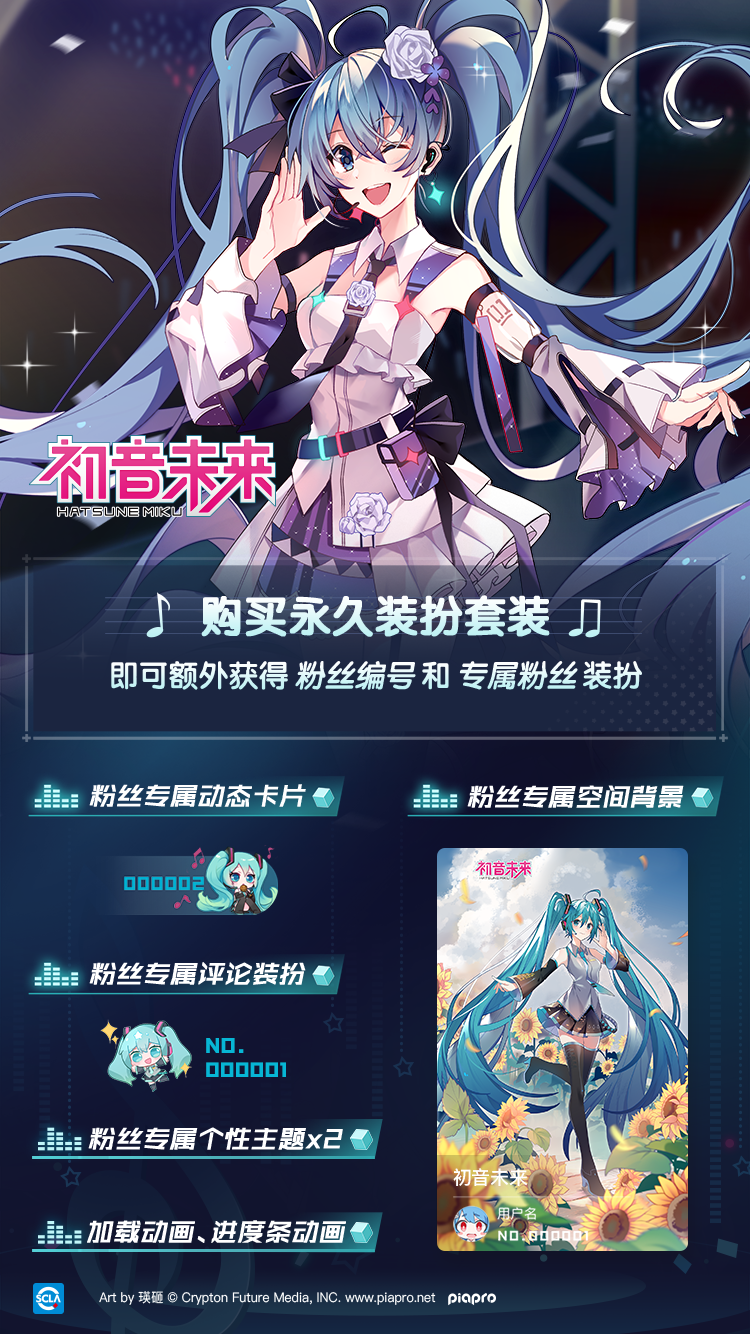 01
初音未来
HATSUNE MIKU
♪ 购买永久装扮套装 ♫
即可额外获得 粉丝编号 和 专属粉丝 装扮
粉丝专属动态卡片
000002
粉丝专属评论装扮
NO.
000001
粉丝专属个性主题x2
加载动画、进度条动画
粉丝专属空间背景
初音未来
HATSUNE MIKU
初音未来
用户名
NO.000001
SCLA
Art by 瑛砸 © Crypton Future Media, INC. www.piapro.net piapro